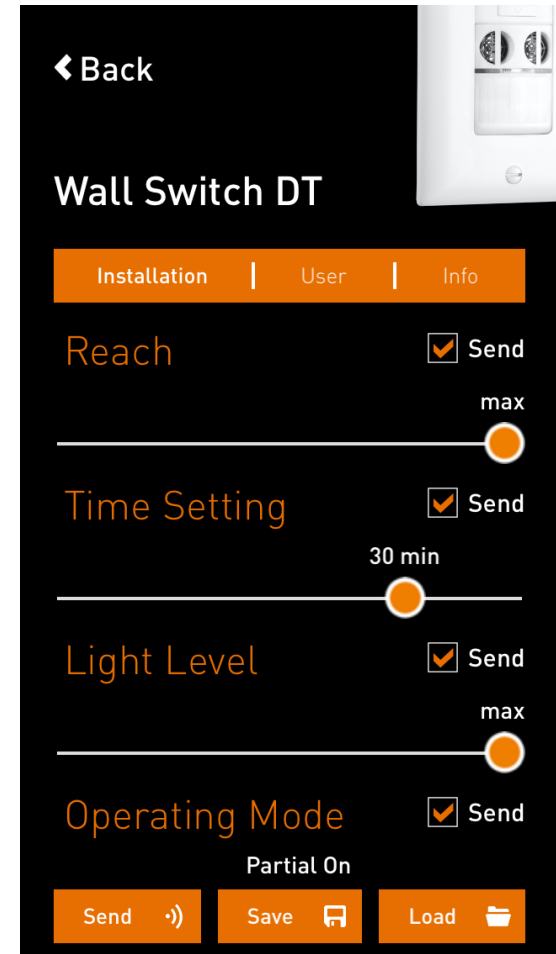 Back
Wall Switch DT
Installation | User | Info
Reach Send
max
Time Setting Send
30 min
Light Level Send
max
Operating Mode Send
Partial On
Send Save Load